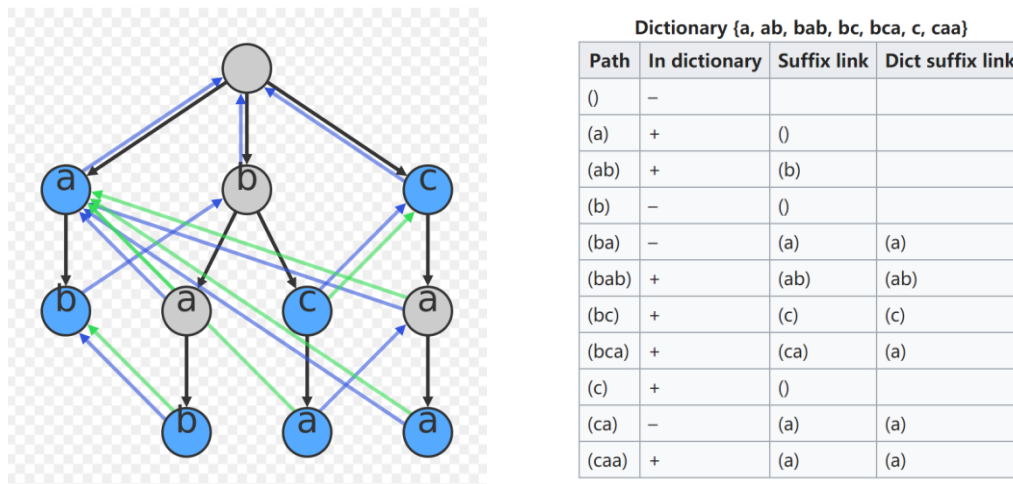 a b c
b a c a
b a a
Dictionary {a, ab, bab, bc, bca, c, caa}
Path In dictionary Suffix link Dict suffix link
() –
(a) + ()
(ab) + (b)
(b) – ()
(ba) – (a) (a)
(bab) + (ab) (ab)
(bc) + (c) (c)
(bca) + (ca) (a)
(c) + ()
(ca) – (a) (a)
(caa) + (a) (a)